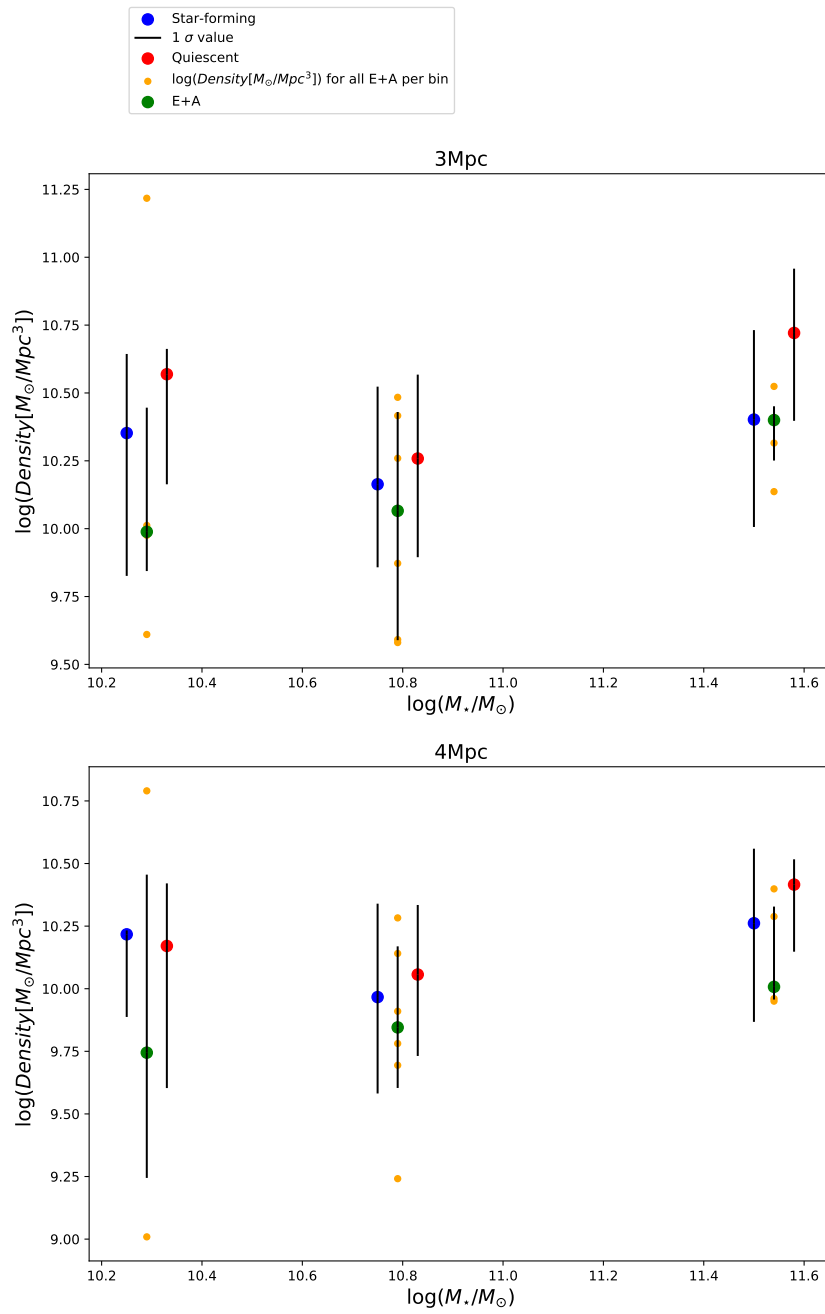 Star-forming
1 σ value
Quiescent
log(Density[M⊙/Mpc³]) for all E+A per bin
E+A
3Mpc
log(Density[M⊙/Mpc³])
11.25
11.00
10.75
10.50
10.25
10.00
9.75
9.50
10.2 10.4 10.6 10.8 11.0 11.2 11.4 11.6
log(M⋆/M⊙)
4Mpc
log(Density[M⊙/Mpc³])
10.75
10.50
10.25
10.00
9.75
9.50
9.25
9.00
10.2 10.4 10.6 10.8 11.0 11.2 11.4 11.6
log(M⋆/M⊙)